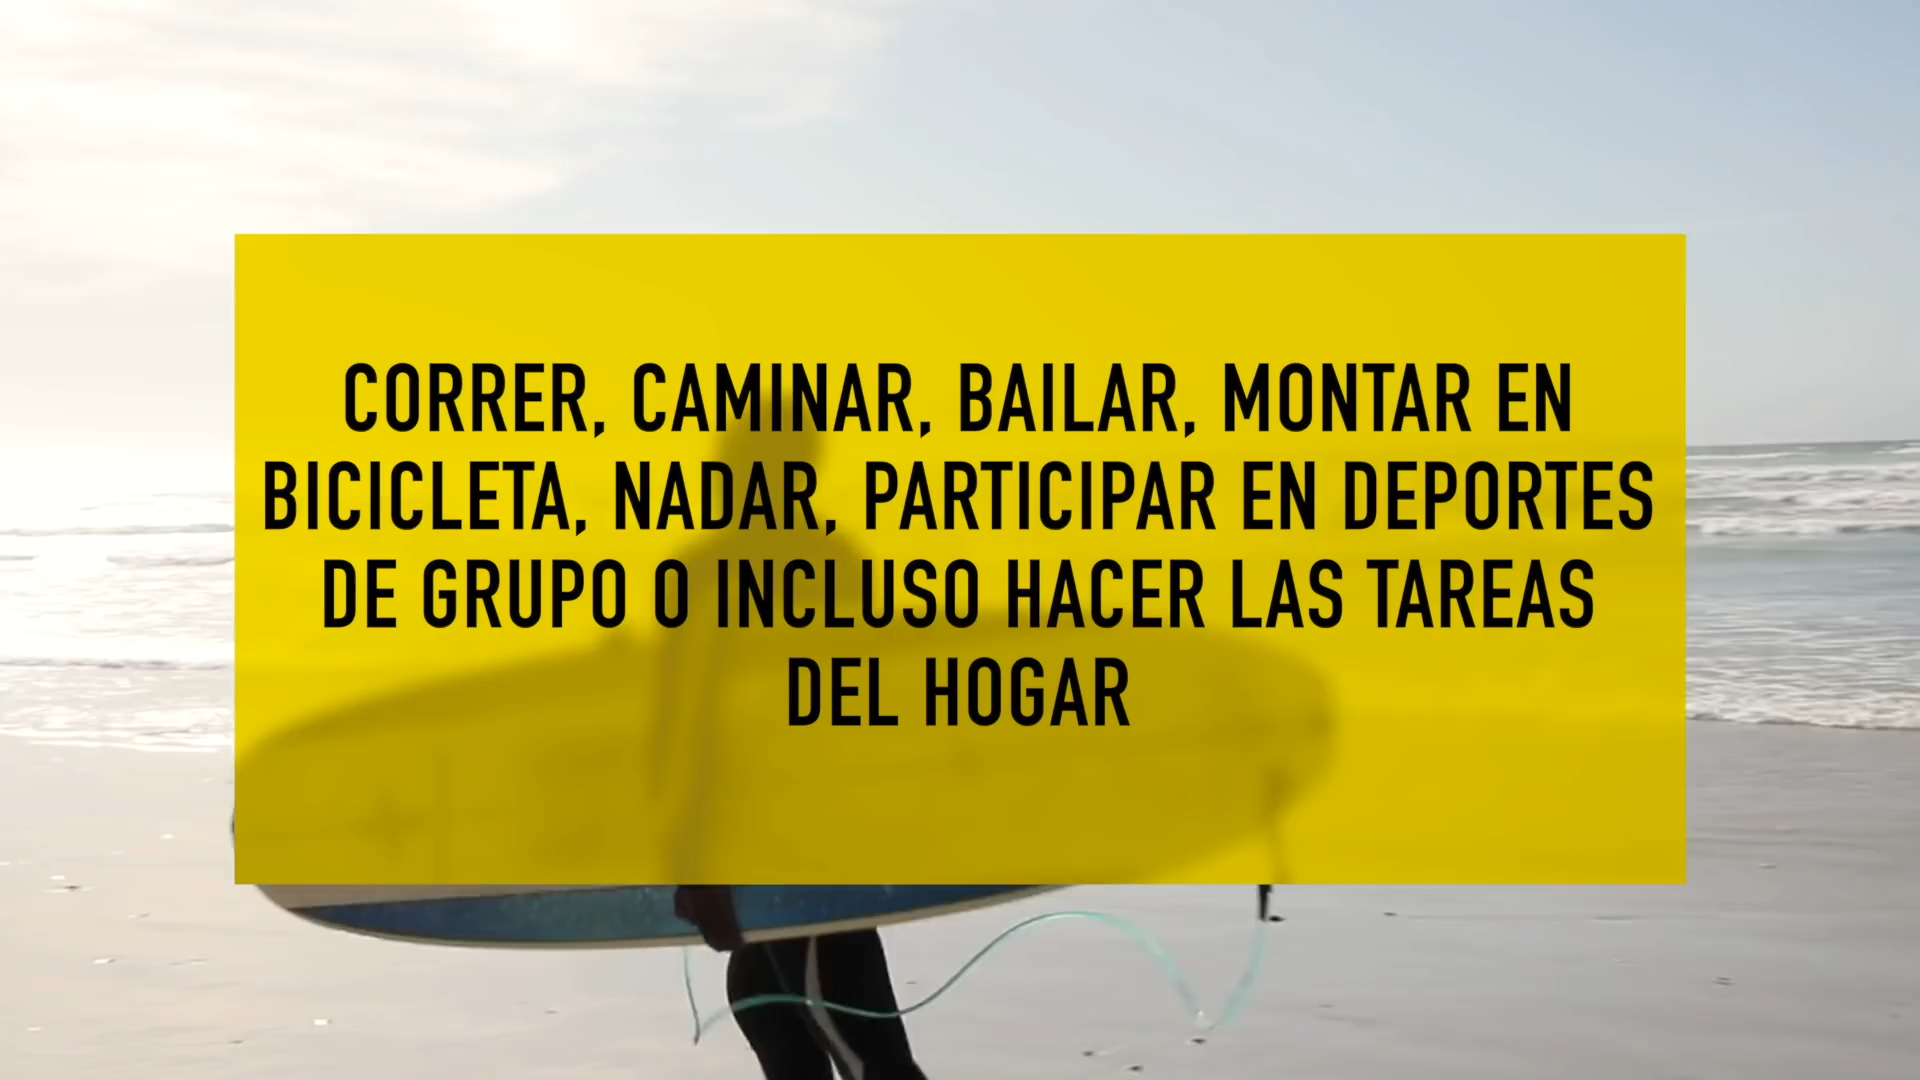 CORRER, CAMINAR, BAILAR, MONTAR EN
BICICLETA, NADAR, PARTICIPAR EN DEPORTES
DE GRUPO O INCLUSO HACER LAS TAREAS
DEL HOGAR